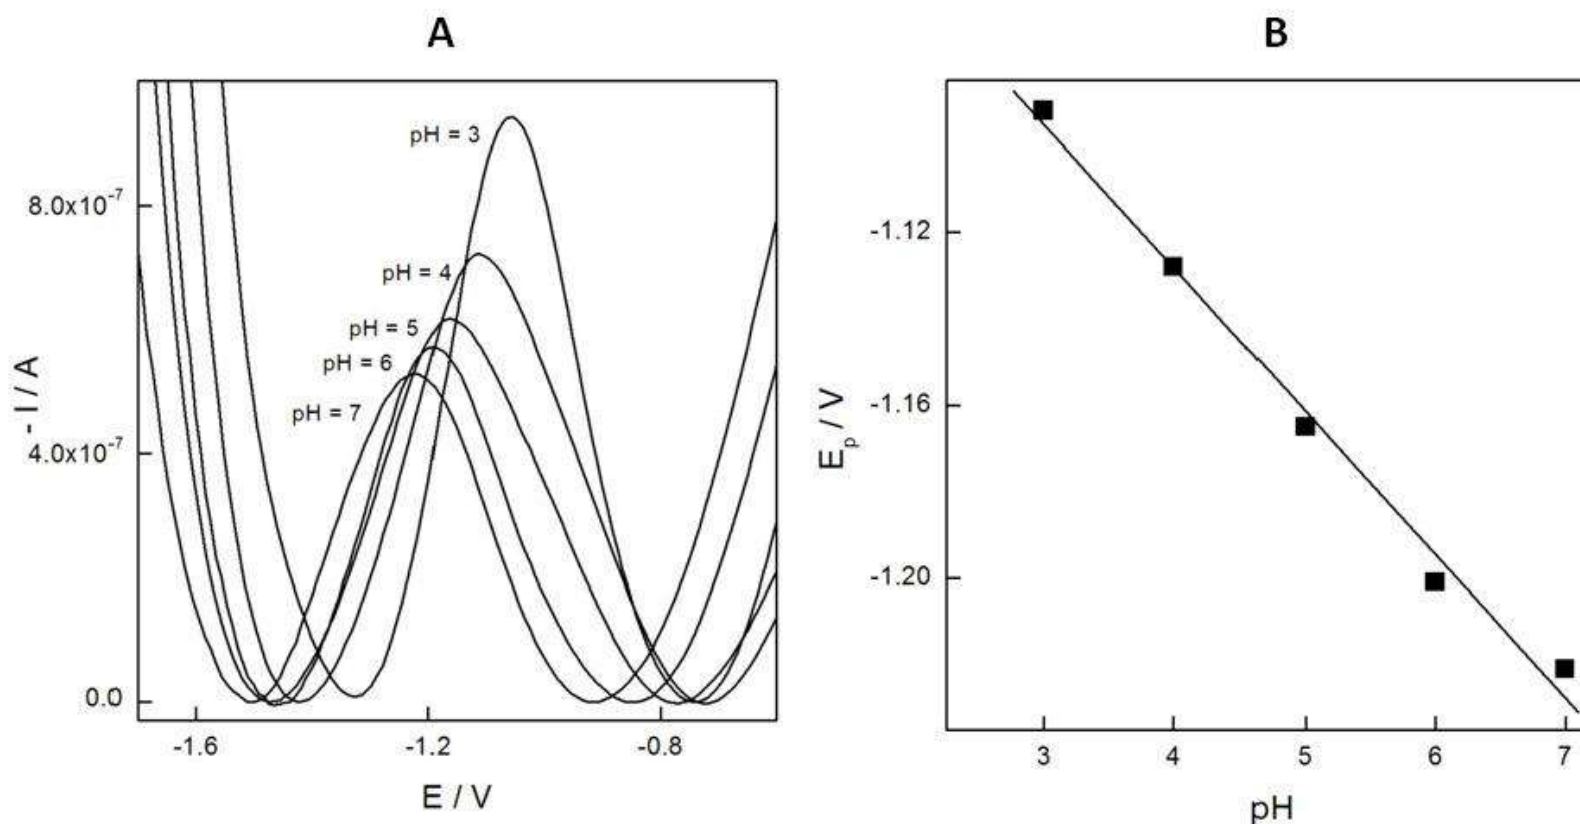 A
B
pH = 3
8.0x10⁻⁷
pH = 4
pH = 5
pH = 6
pH = 7
- I / A
4.0x10⁻⁷
0.0
-1.6
-1.2
-0.8
E / V
-1.12
-1.16
-1.20
Eₚ / V
3
4
5
6
7
pH